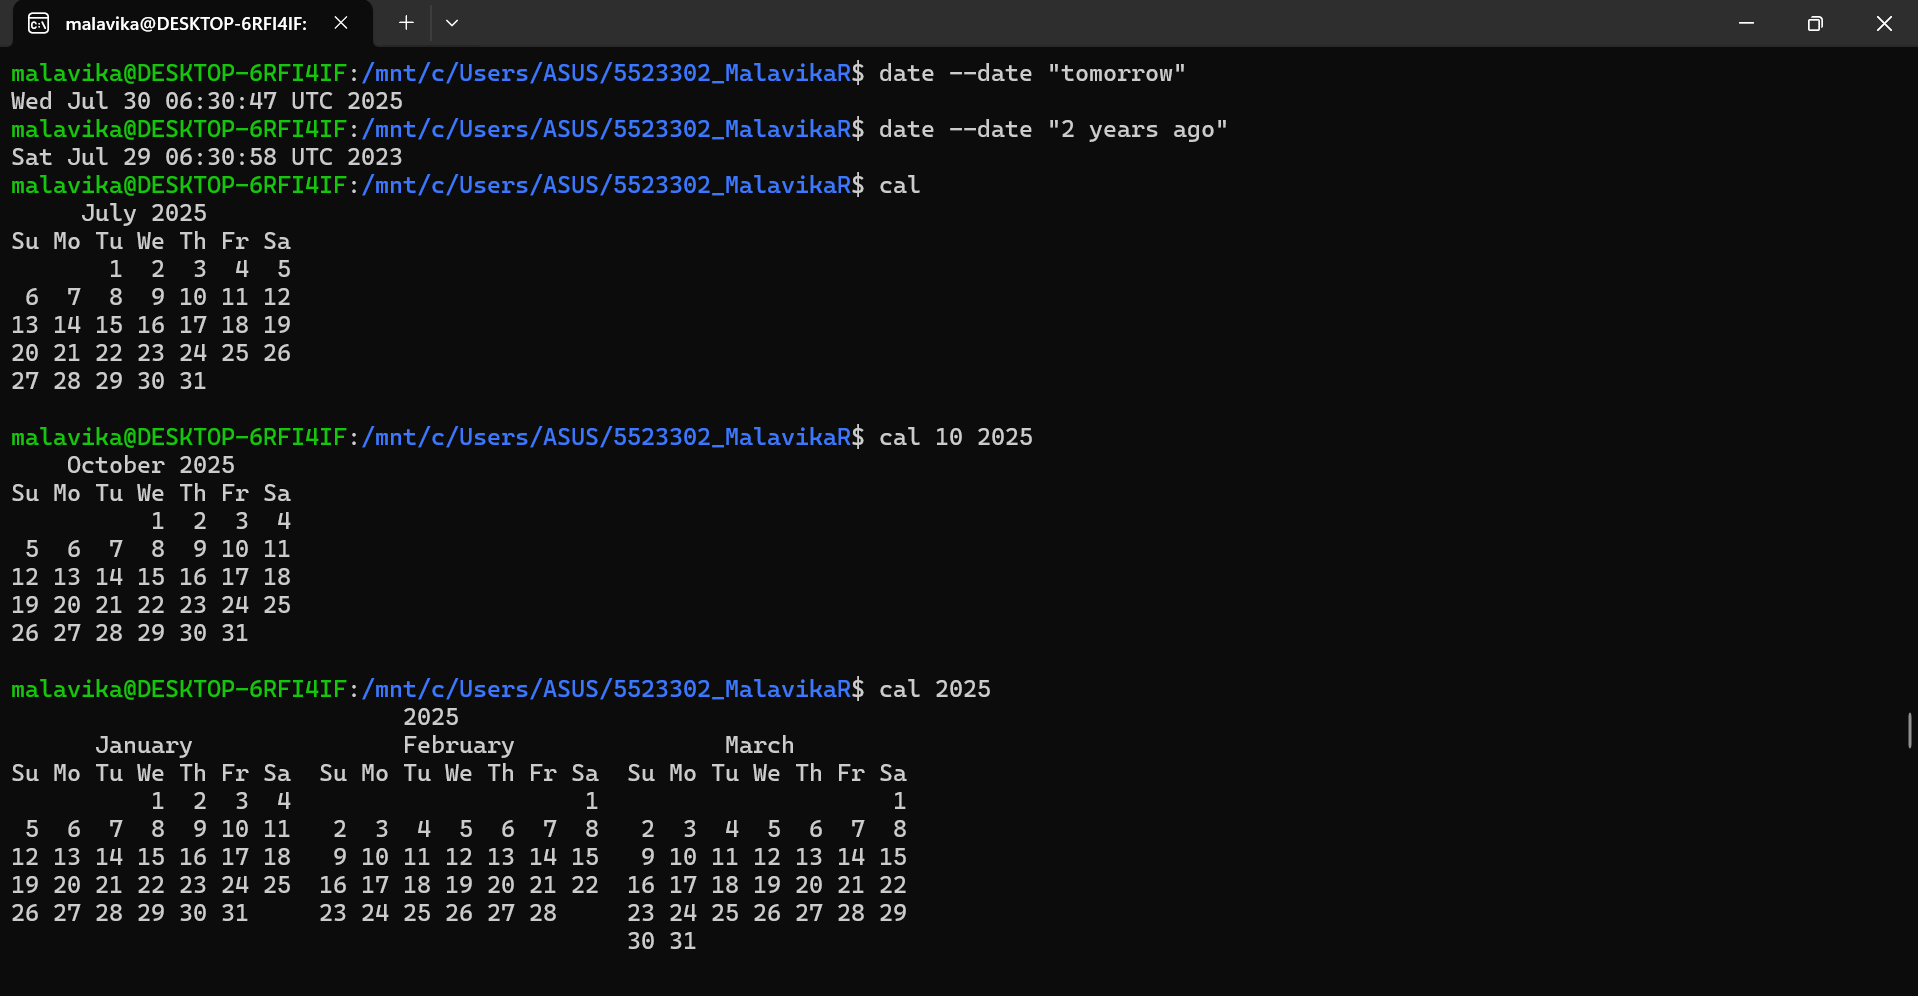 malavika@DESKTOP-6RFI4IF:
malavika@DESKTOP-6RFI4IF:/mnt/c/Users/ASUS/5523302_MalavikaR$ date --date "tomorrow"
Wed Jul 30 06:30:47 UTC 2025
malavika@DESKTOP-6RFI4IF:/mnt/c/Users/ASUS/5523302_MalavikaR$ date --date "2 years ago"
Sat Jul 29 06:30:58 UTC 2023
malavika@DESKTOP-6RFI4IF:/mnt/c/Users/ASUS/5523302_MalavikaR$ cal
     July 2025
Su Mo Tu We Th Fr Sa
       1  2  3  4  5
 6  7  8  9 10 11 12
13 14 15 16 17 18 19
20 21 22 23 24 25 26
27 28 29 30 31
malavika@DESKTOP-6RFI4IF:/mnt/c/Users/ASUS/5523302_MalavikaR$ cal 10 2025
    October 2025
Su Mo Tu We Th Fr Sa
          1  2  3  4
 5  6  7  8  9 10 11
12 13 14 15 16 17 18
19 20 21 22 23 24 25
26 27 28 29 30 31
malavika@DESKTOP-6RFI4IF:/mnt/c/Users/ASUS/5523302_MalavikaR$ cal 2025
                            2025
      January               February               March
Su Mo Tu We Th Fr Sa  Su Mo Tu We Th Fr Sa  Su Mo Tu We Th Fr Sa
          1  2  3  4                     1                     1
 5  6  7  8  9 10 11   2  3  4  5  6  7  8   2  3  4  5  6  7  8
12 13 14 15 16 17 18   9 10 11 12 13 14 15   9 10 11 12 13 14 15
19 20 21 22 23 24 25  16 17 18 19 20 21 22  16 17 18 19 20 21 22
26 27 28 29 30 31     23 24 25 26 27 28     23 24 25 26 27 28 29
                                            30 31